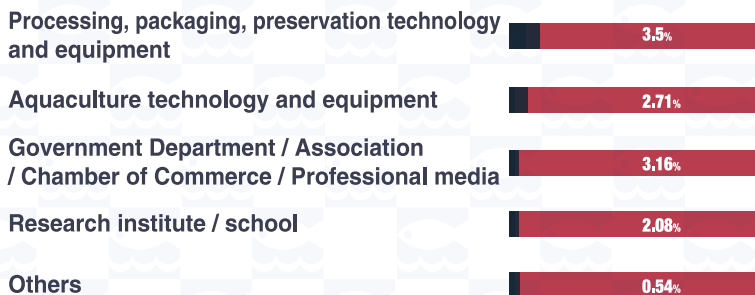 Processing, packaging, preservation technology
and equipment
3.5%
Aquaculture technology and equipment
2.71%
Government Department / Association
/ Chamber of Commerce / Professional media
3.16%
Research institute / school
2.08%
Others
0.54%